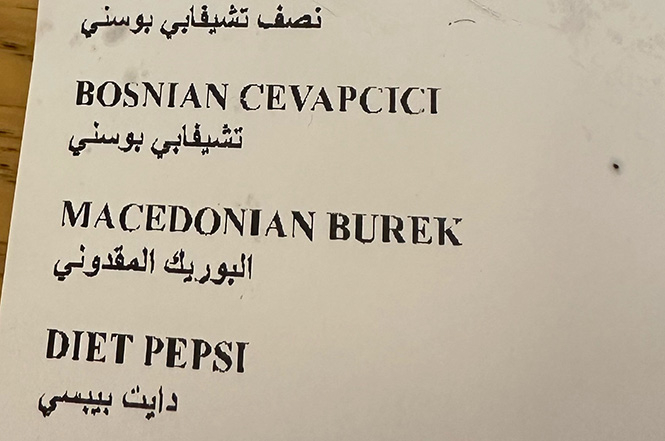 نصف تشيفابي بوسني
BOSNIAN CEVAPCICI
تشيفابي بوسني
MACEDONIAN BUREK
البوريك المقدوني
DIET PEPSI
دايت بيبسي